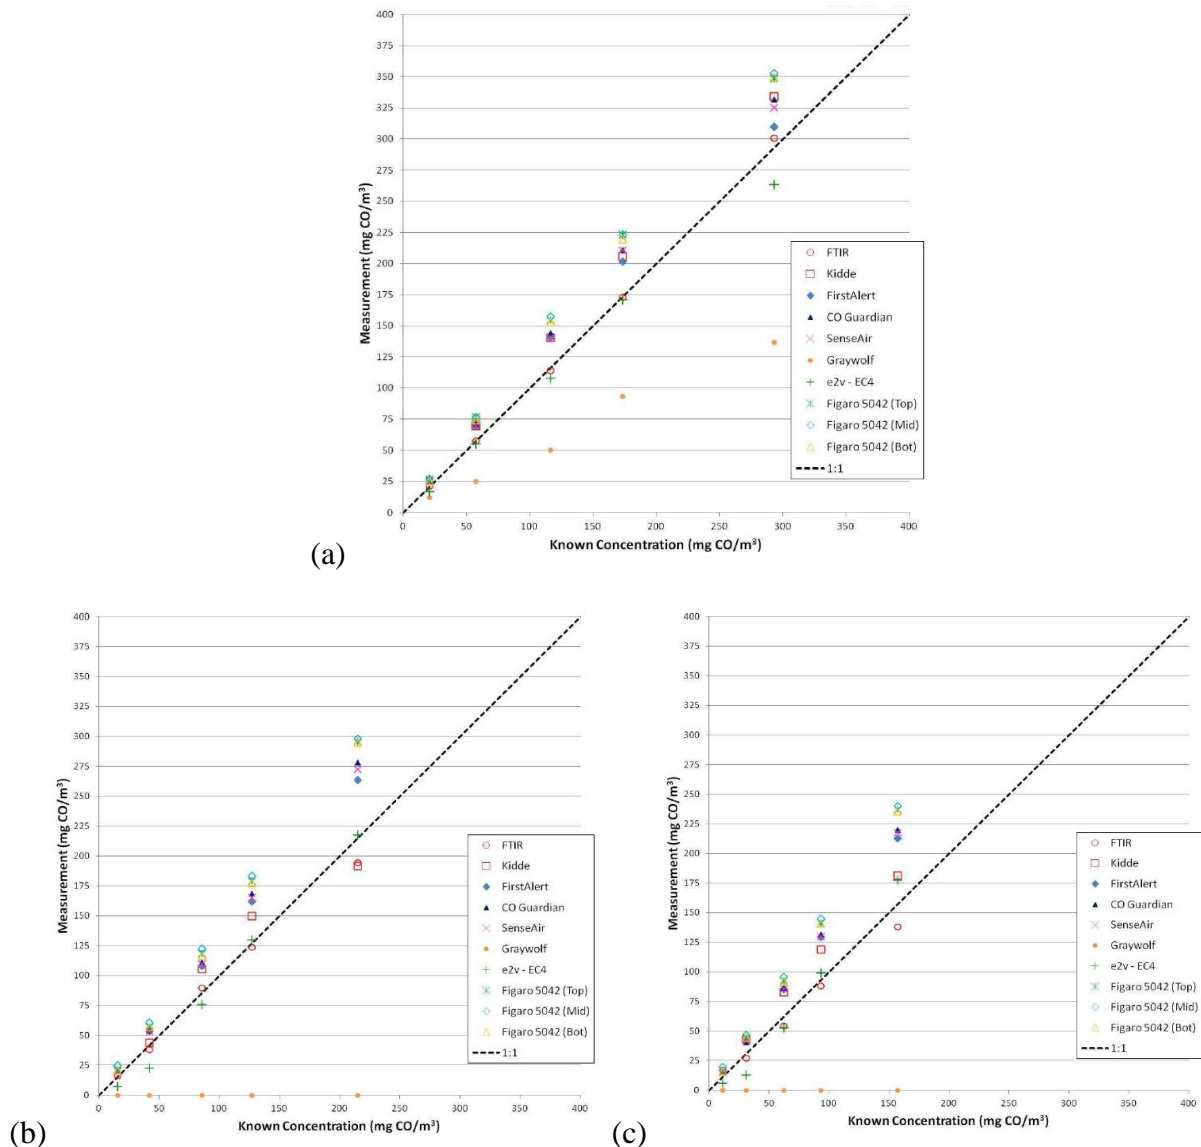 400
375
350
325
300
275
250
225
200
175
150
125
100
75
50
25
0
Measurement (mg CO/m³)
0 50 100 150 200 250 300 350 400
Known Concentration (mg CO/m³)
FTIR
Kidde
FirstAlert
CO Guardian
SenseAir
Graywolf
e2v - EC4
Figaro 5042 (Top)
Figaro 5042 (Mid)
Figaro 5042 (Bot)
1:1
(a)
400
375
350
325
300
275
250
225
200
175
150
125
100
75
50
25
0
Measurement (mg CO/m³)
0 50 100 150 200 250 300 350 400
Known Concentration (mg CO/m³)
FTIR
Kidde
FirstAlert
CO Guardian
SenseAir
Graywolf
e2v - EC4
Figaro 5042 (Top)
Figaro 5042 (Mid)
Figaro 5042 (Bot)
1:1
(b)
400
375
350
325
300
275
250
225
200
175
150
125
100
75
50
25
0
Measurement (mg CO/m³)
0 50 100 150 200 250 300 350 400
Known Concentration (mg CO/m³)
FTIR
Kidde
FirstAlert
CO Guardian
SenseAir
Graywolf
e2v - EC4
Figaro 5042 (Top)
Figaro 5042 (Mid)
Figaro 5042 (Bot)
1:1
(c)